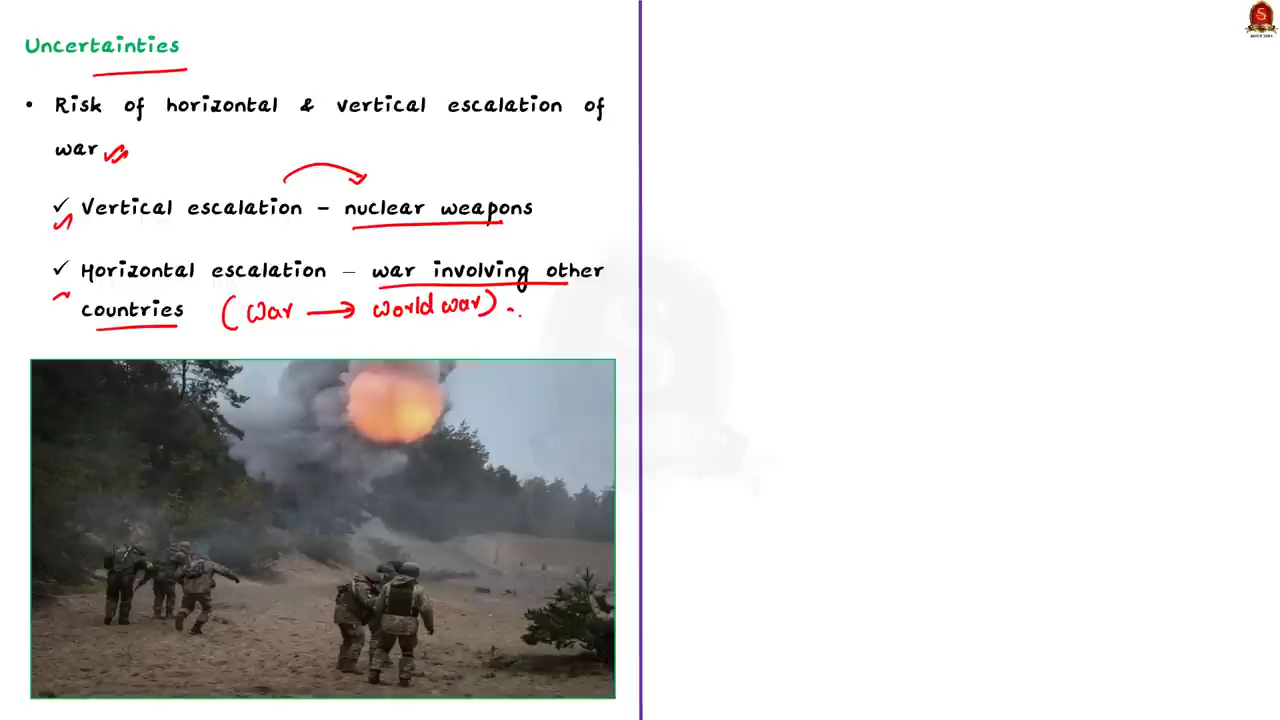 Uncertainties
• Risk of horizontal & vertical escalation of
war
✓ Vertical escalation – nuclear weapons
✓ Horizontal escalation – war involving other
countries (War → world war)
S